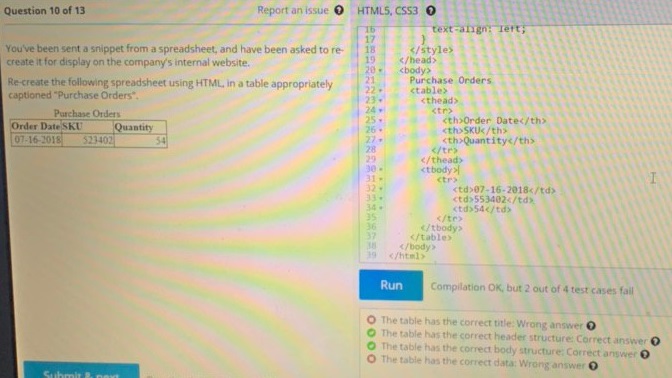 Question 10 of 13
Report an issue
HTML5, CSS3
You've been sent a snippet from a spreadsheet, and have been asked to re-
create it for display on the company's internal website.
Re-create the following spreadsheet using HTML, in a table appropriately
captioned "Purchase Orders".
Purchase Orders
Order Date SKU Quantity
07-16-2018 523402 54
16 text-align: left;
17 }
18 </style>
19 </head>
20 <body>
21 Purchase Orders
22 <table>
23 <thead>
24 <tr>
25 <th>Order Date</th>
26 <th>SKU</th>
27 <th>Quantity</th>
28 </tr>
29 </thead>
30 <tbody>
31 <tr>
32 <td>07-16-2018</td>
33 <td>553402</td>
34 <td>54</td>
35 </tr>
36 </tbody>
37 </table>
38 </body>
39 </html>
Run
Compilation OK, but 2 out of 4 test cases fail
The table has the correct title: Wrong answer
The table has the correct header structure: Correct answer
The table has the correct body structure: Correct answer
The table has the correct data: Wrong answer
Submit & next